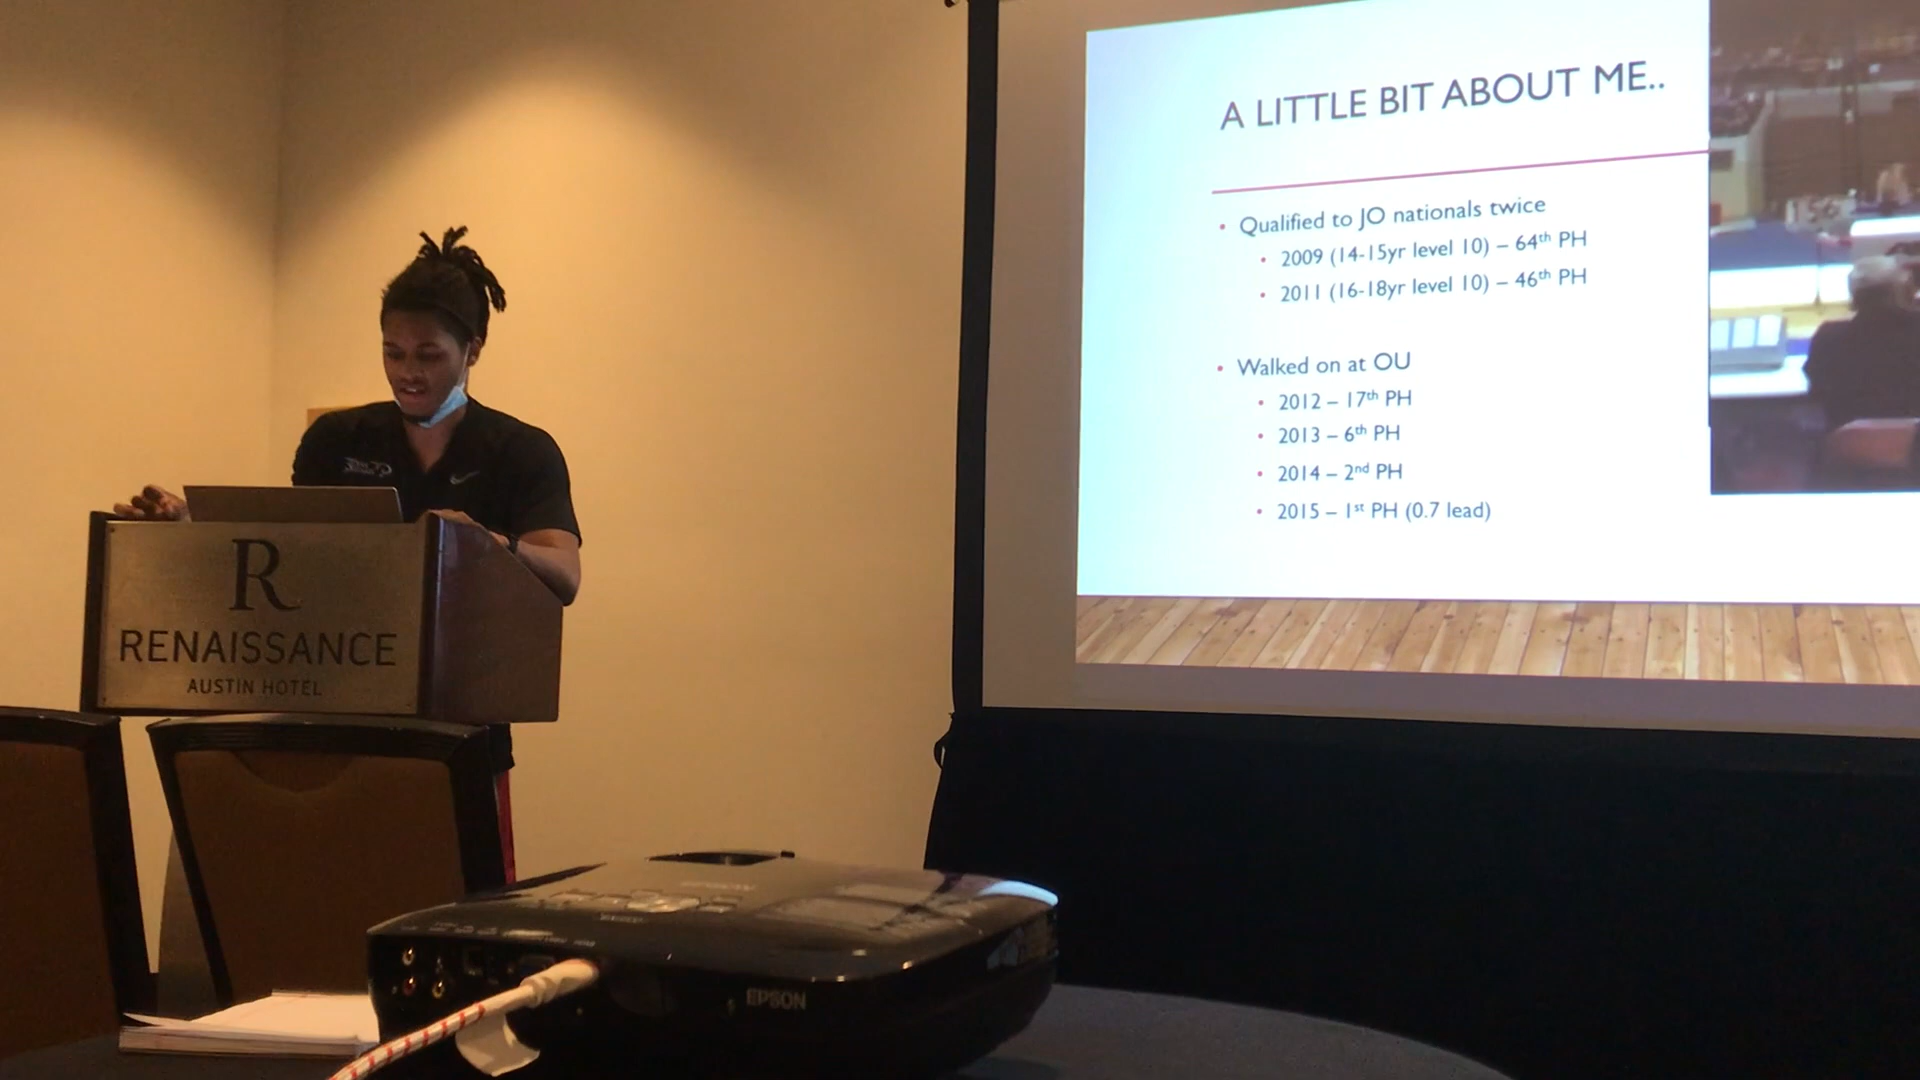 A LITTLE BIT ABOUT ME..
• Qualified to JO nationals twice
• 2009 (14-15yr level 10) – 64th PH
• 2011 (16-18yr level 10) – 46th PH
• Walked on at OU
• 2012 – 17th PH
• 2013 – 6th PH
• 2014 – 2nd PH
• 2015 – 1st PH (0.7 lead)
R
RENAISSANCE
AUSTIN HOTEL
EPSON